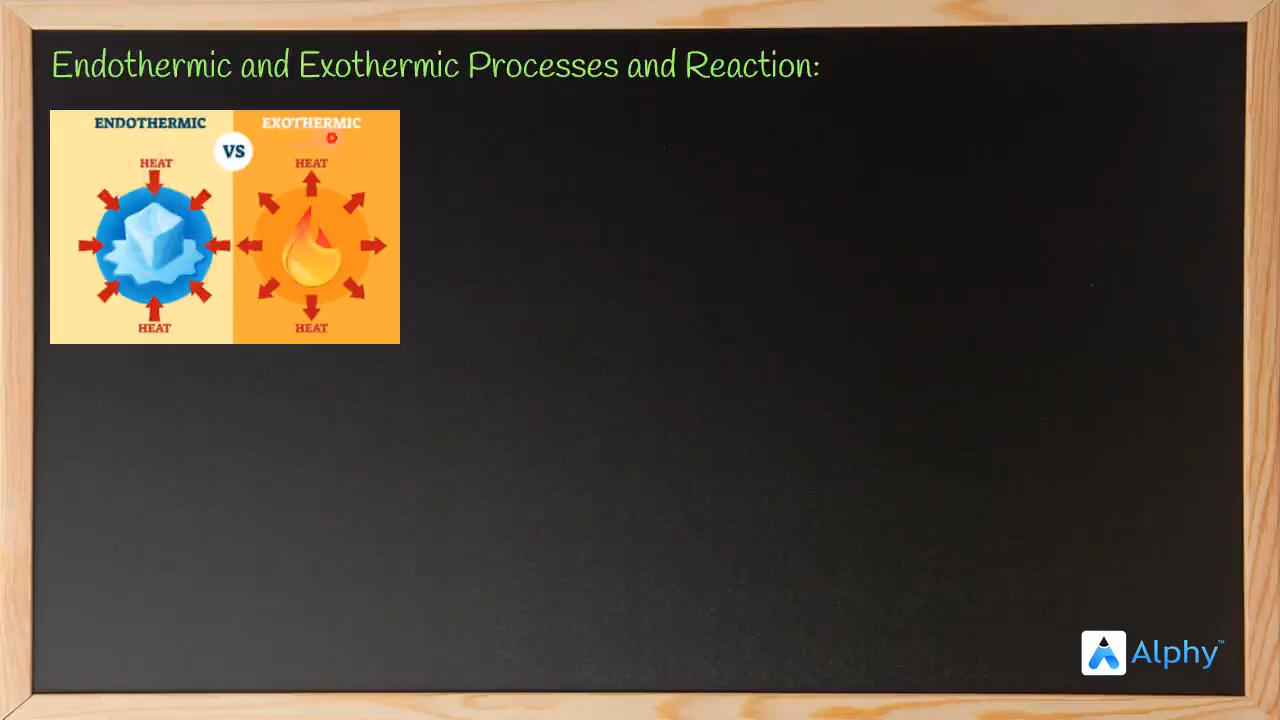 Endothermic and Exothermic Processes and Reaction:
ENDOTHERMIC
EXOTHERMIC
VS
HEAT
HEAT
HEAT
HEAT
Alphy™